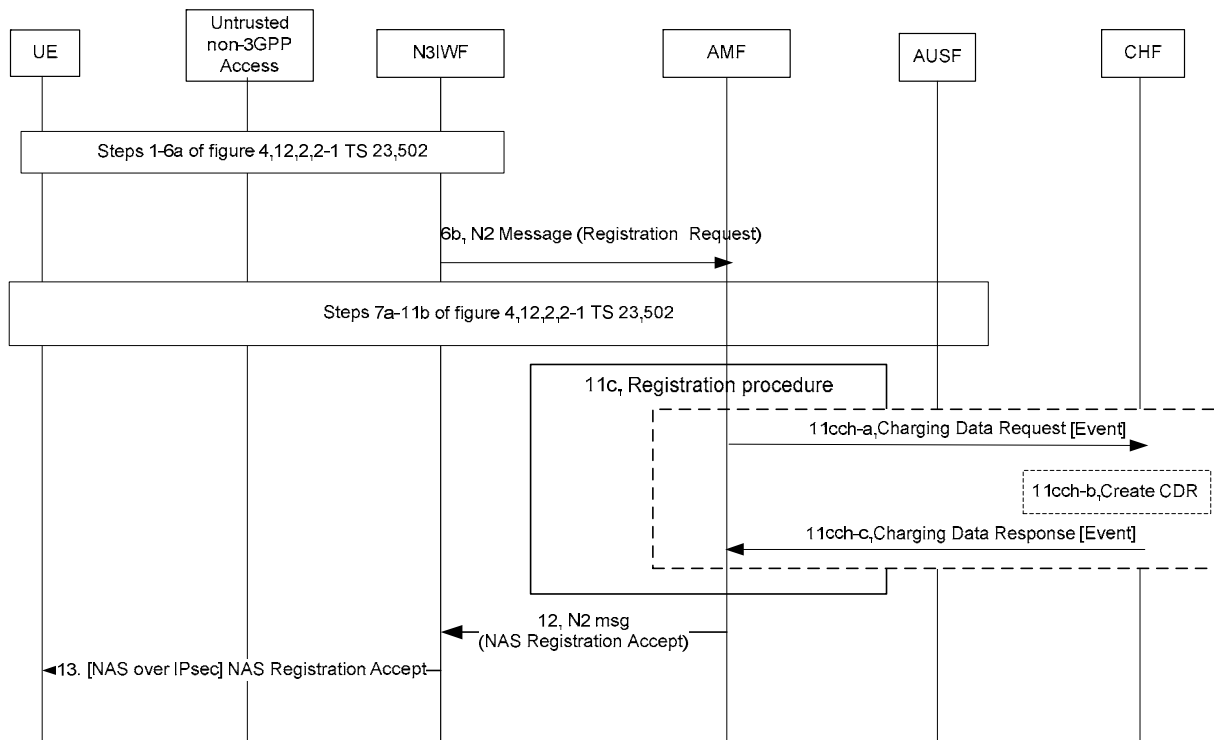 UE
Untrusted
non-3GPP
Access
N3IWF
AMF
AUSF
CHF
Steps 1-6a of figure 4,12,2,2-1 TS 23,502
6b, N2 Message (Registration Request)
Steps 7a-11b of figure 4,12,2,2-1 TS 23,502
11c, Registration procedure
11cch-a,Charging Data Request [Event]
11cch-b,Create CDR
11cch-c,Charging Data Response [Event]
12, N2 msg
(NAS Registration Accept)
13. [NAS over IPsec] NAS Registration Accept